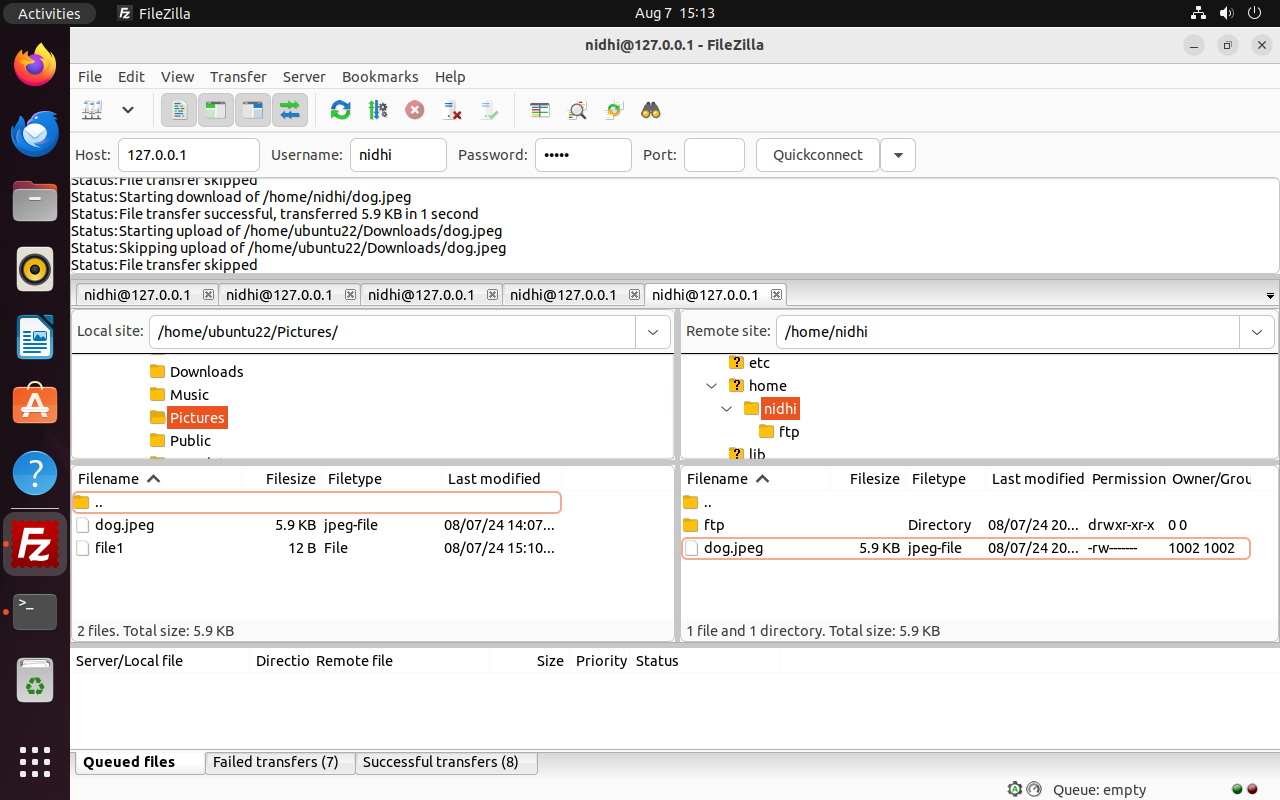 Activities FileZilla Aug 7 15:13
nidhi@127.0.0.1 - FileZilla
File Edit View Transfer Server Bookmarks Help
Host: 127.0.0.1 Username: nidhi Password: ••••• Port: Quickconnect
Status: File transfer skipped
Status: Starting download of /home/nidhi/dog.jpeg
Status: File transfer successful, transferred 5.9 KB in 1 second
Status: Starting upload of /home/ubuntu22/Downloads/dog.jpeg
Status: Skipping upload of /home/ubuntu22/Downloads/dog.jpeg
Status: File transfer skipped
nidhi@127.0.0.1 nidhi@127.0.0.1 nidhi@127.0.0.1 nidhi@127.0.0.1 nidhi@127.0.0.1
Local site: /home/ubuntu22/Pictures/
Downloads
Music
Pictures
Public
Filename Filesize Filetype Last modified
..
dog.jpeg 5.9 KB jpeg-file 08/07/24 14:07...
file1 12 B File 08/07/24 15:10...
2 files. Total size: 5.9 KB
Remote site: /home/nidhi
etc
home
nidhi
ftp
lib
Filename Filesize Filetype Last modified Permission Owner/Grou
..
ftp Directory 08/07/24 20... drwxr-xr-x 0 0
dog.jpeg 5.9 KB jpeg-file 08/07/24 20... -rw------- 1002 1002
1 file and 1 directory. Total size: 5.9 KB
Server/Local file Directio Remote file Size Priority Status
Queued files Failed transfers (7) Successful transfers (8)
Queue: empty